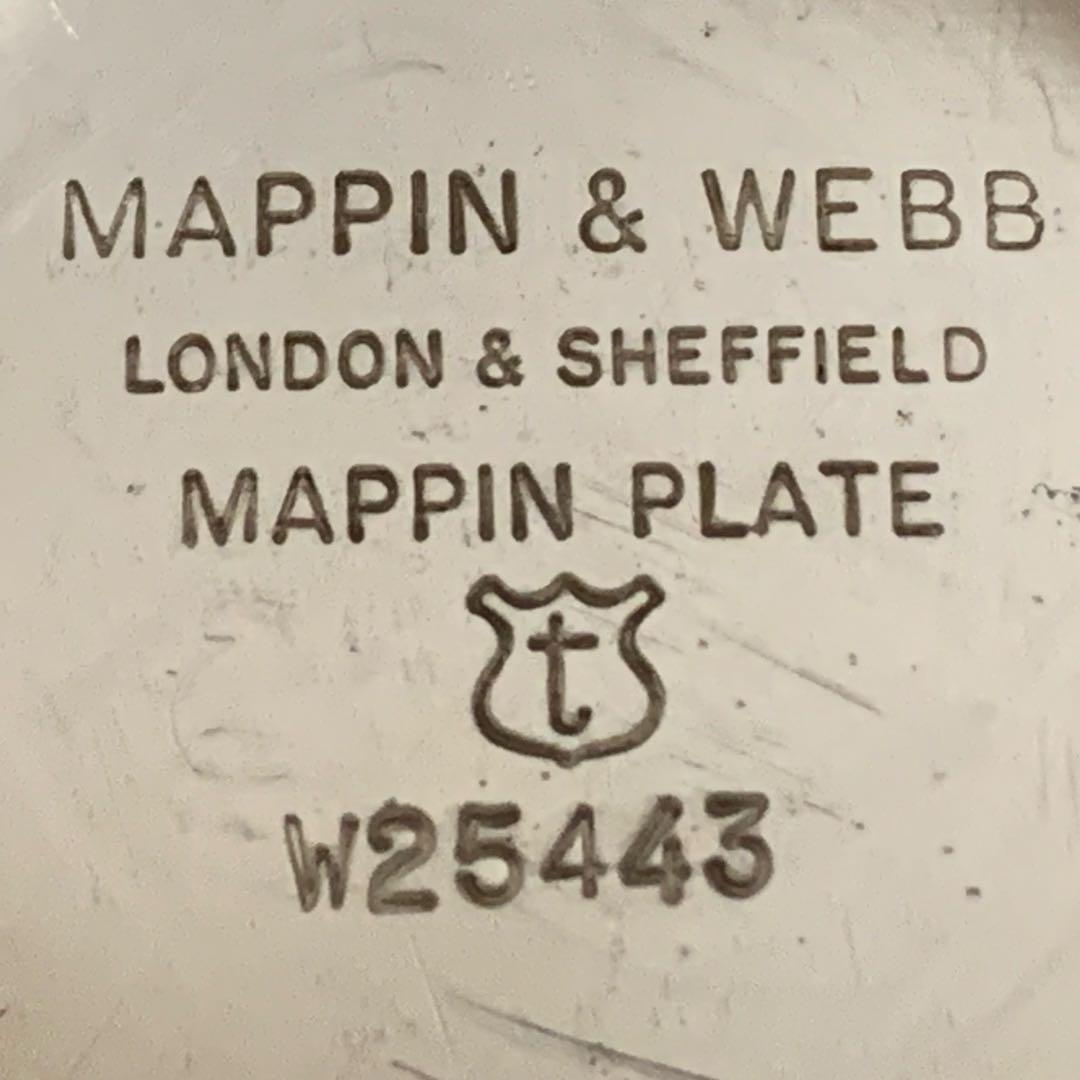 MAPPIN & WEBB
LONDON & SHEFFIELD
MAPPIN PLATE
t
W25443